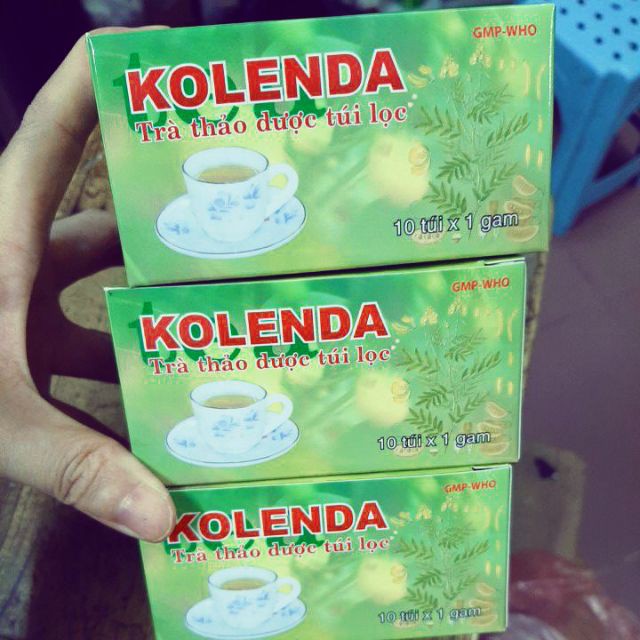 GMP-WHO
KOLENDA
Trà thảo dược túi lọc
10 túi x 1 gam
GMP-WHO
KOLENDA
Trà thảo dược túi lọc
10 túi x 1 gam
GMP-WHO
KOLENDA
Trà thảo dược túi lọc
10 túi x 1 gam